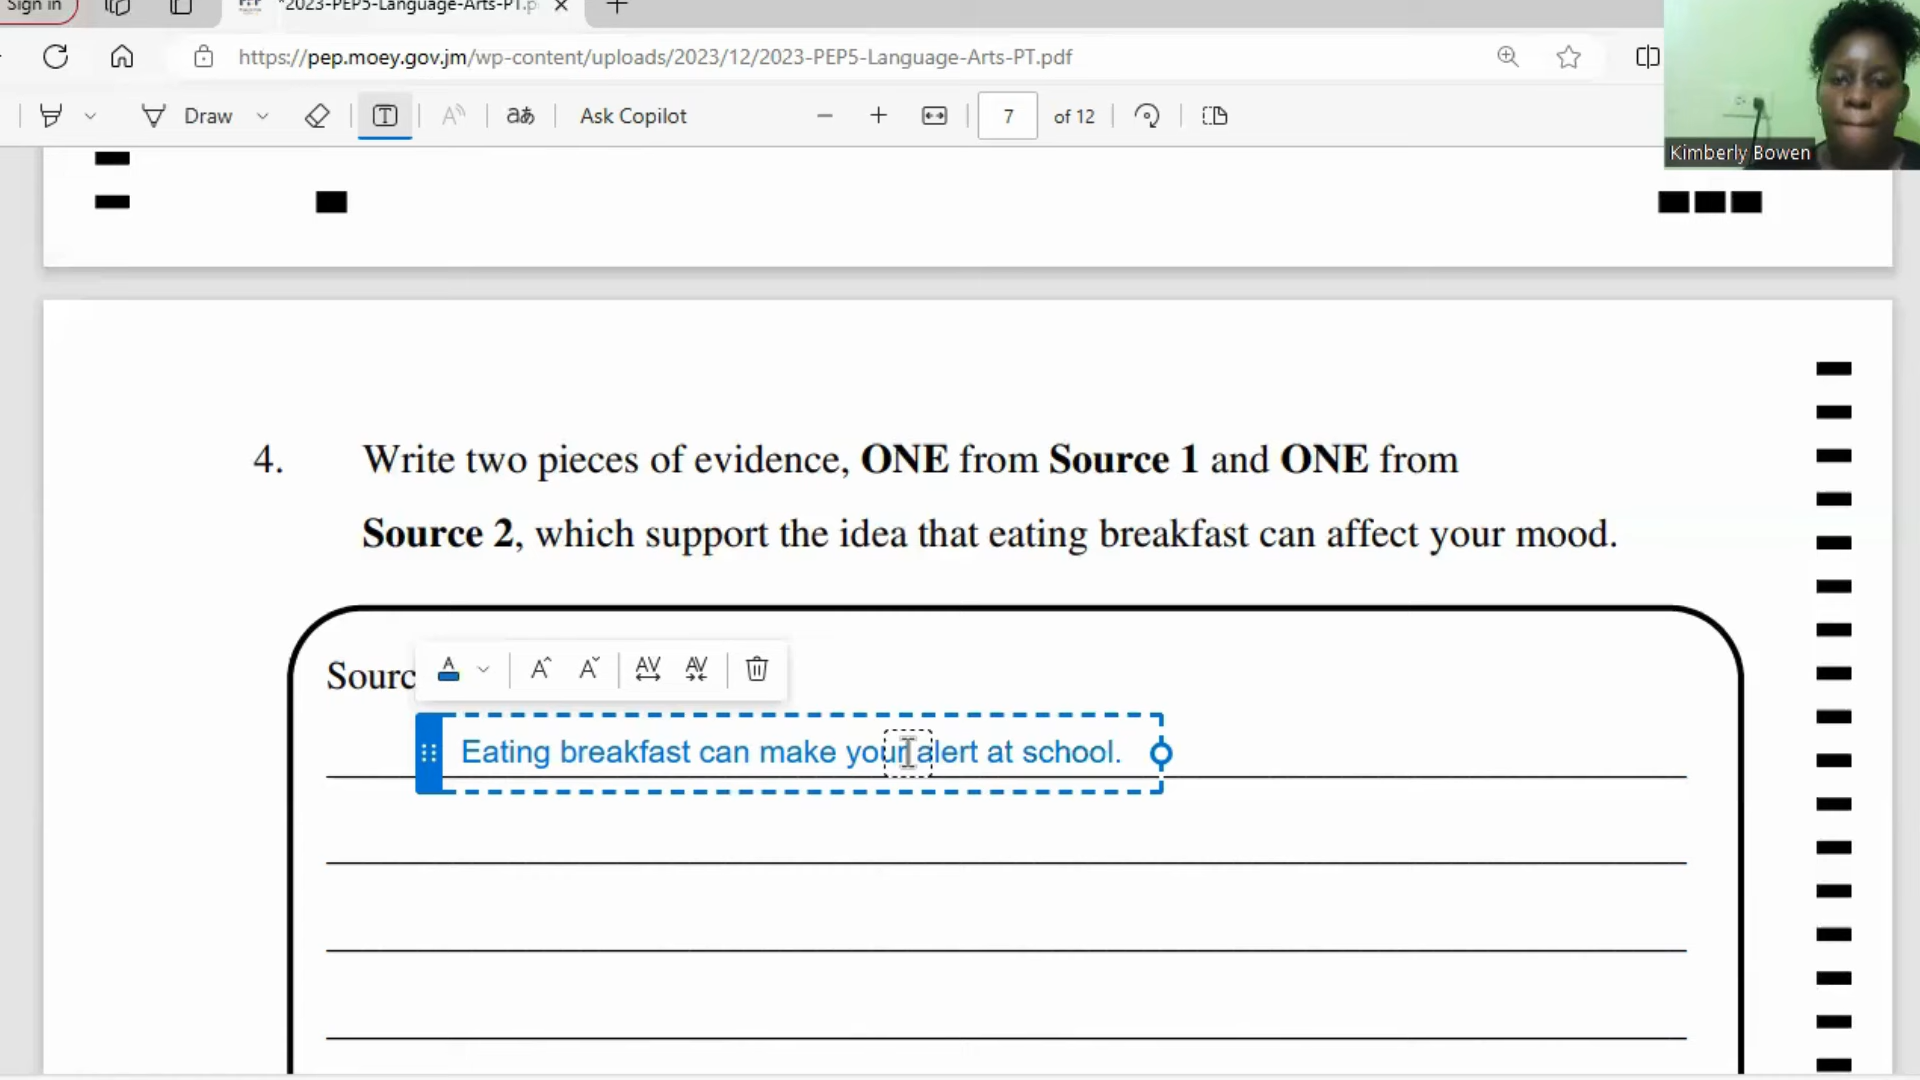 Sign in
*2023-PEP5-Language-Arts-PT.p
https://pep.moey.gov.jm/wp-content/uploads/2023/12/2023-PEP5-Language-Arts-PT.pdf
Draw
aあ
Ask Copilot
7 of 12
Kimberly Bowen
4. Write two pieces of evidence, ONE from Source 1 and ONE from
Source 2, which support the idea that eating breakfast can affect your mood.
Sourc
Eating breakfast can make your alert at school.